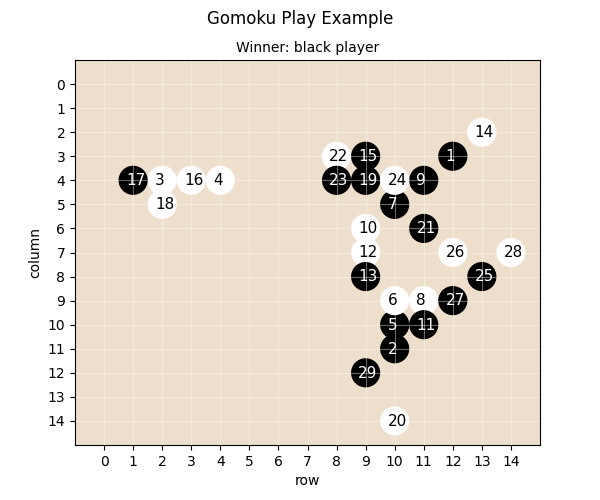 Gomoku Play Example
Winner: black player
0
1
2 14
3 22 15 1
4 17 3 16 4 23 19 24 9
5 18 7
6 10 21
7 12 26 28
8 13 25
9 6 8 27
10 5 11
11 2
12 29
13
14 20
column
0 1 2 3 4 5 6 7 8 9 10 11 12 13 14
row